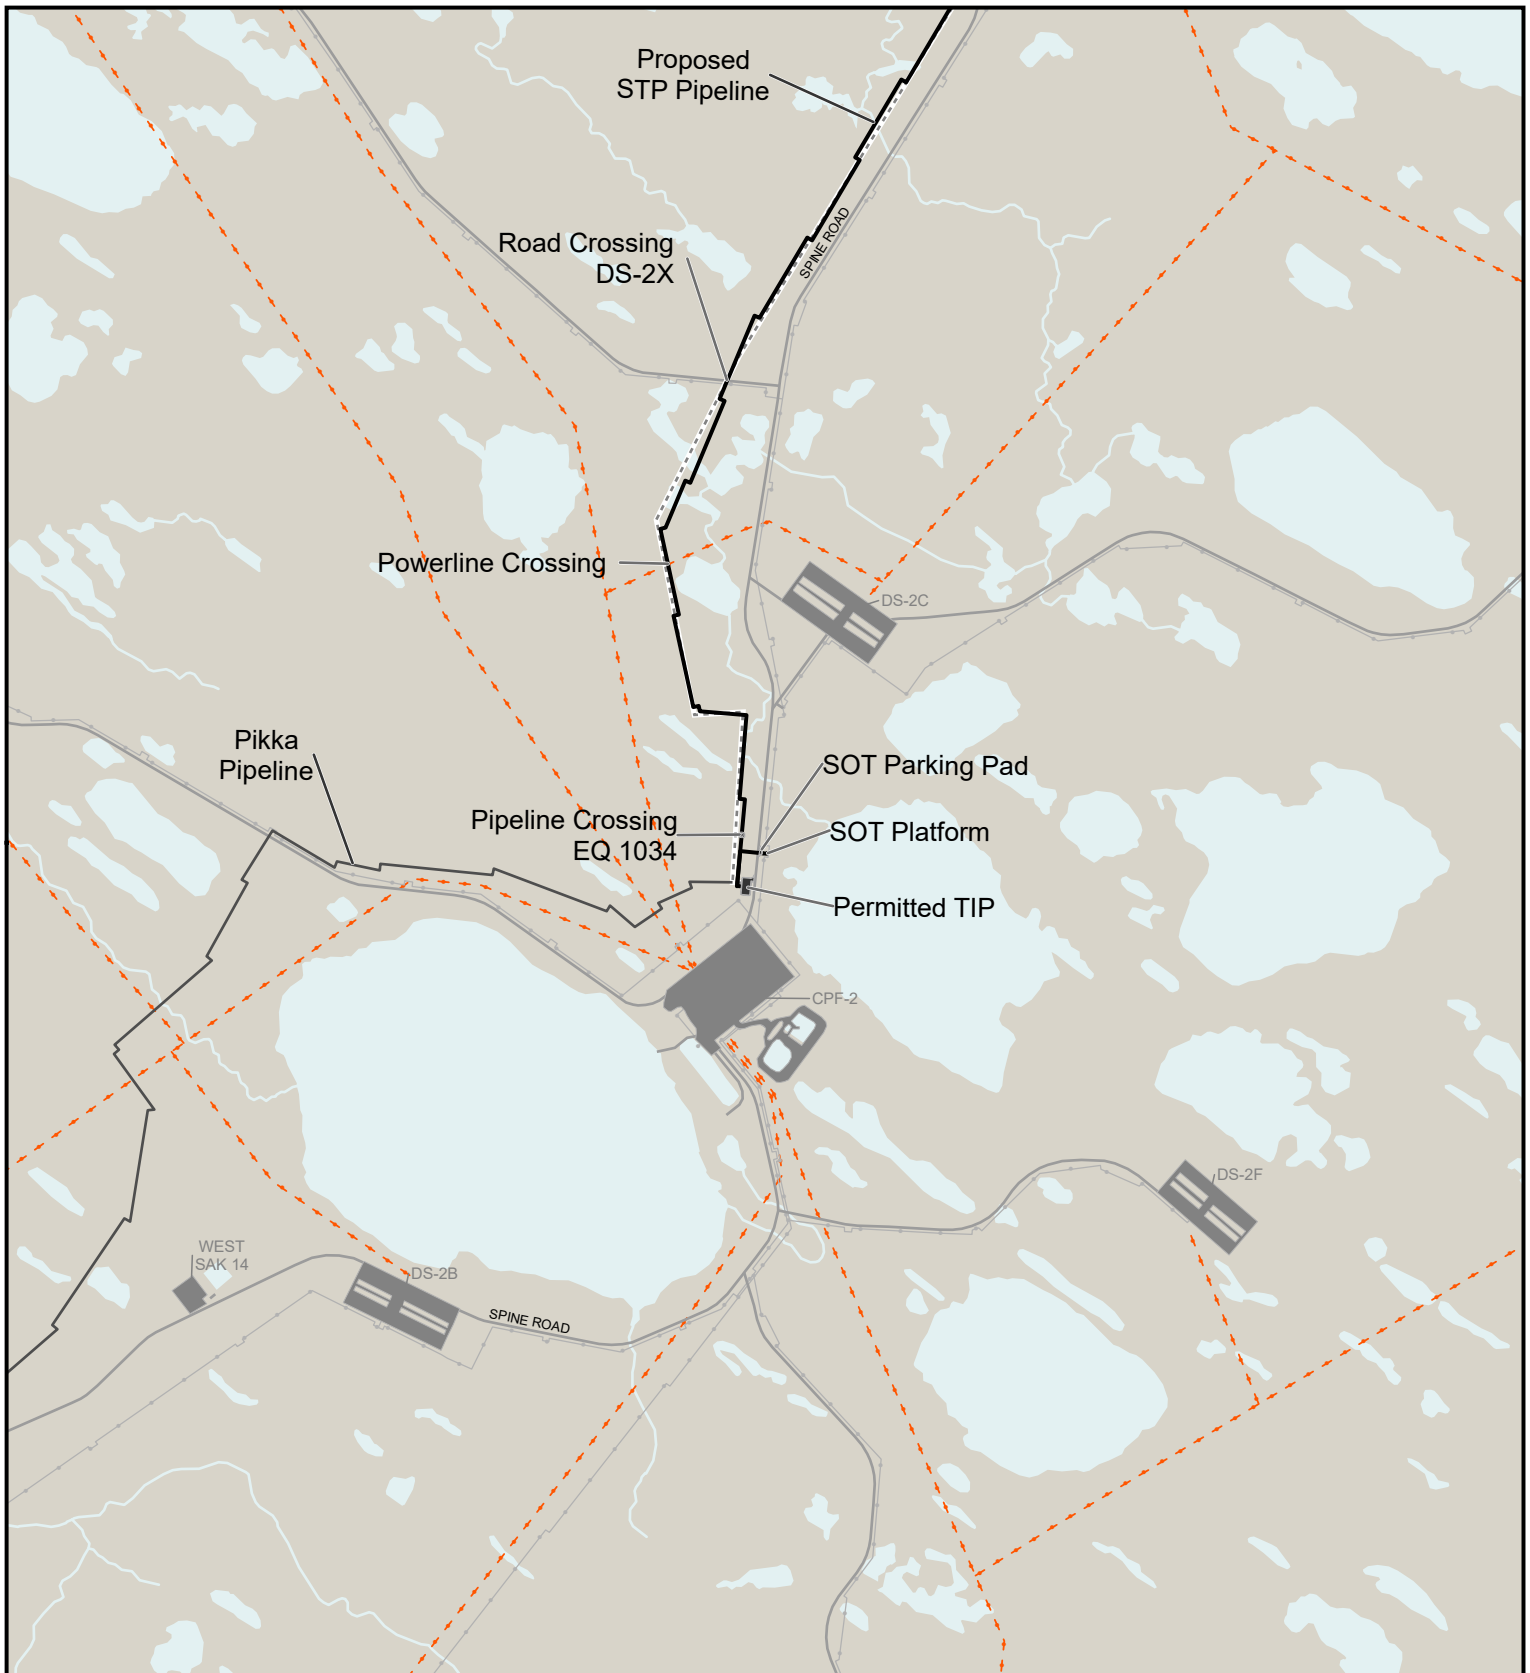 Proposed
STP Pipeline
SPINE ROAD
Road Crossing
DS-2X
Powerline Crossing
DS-2C
Pikka
Pipeline
SOT Parking Pad
Pipeline Crossing
EQ 1034
SOT Platform
Permitted TIP
CPF-2
DS-2F
WEST
SAK 14
DS-2B
SPINE ROAD